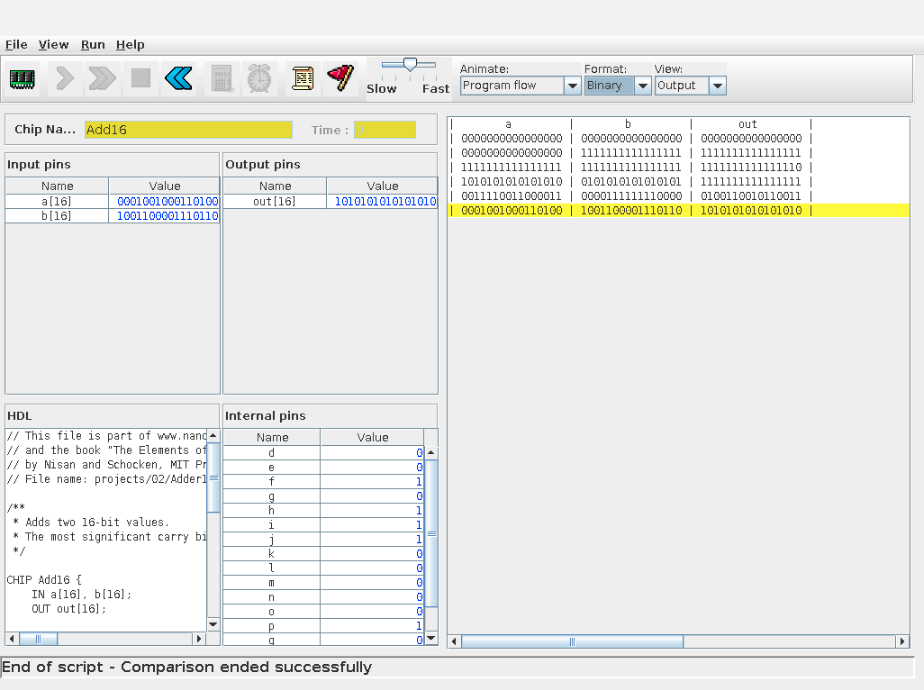 File View Run Help
Slow Fast
Animate: Format: View:
Program flow Binary Output
Chip Na... Add16 Time :
Input pins
Name Value
a[16] 0001001000110100
b[16] 1001100001110110
Output pins
Name Value
out[16] 1010101010101010
| a | b | out |
| 0000000000000000 | 0000000000000000 | 0000000000000000 |
| 0000000000000000 | 1111111111111111 | 1111111111111111 |
| 1111111111111111 | 1111111111111111 | 1111111111111110 |
| 1010101010101010 | 0101010101010101 | 1111111111111111 |
| 0011110011000011 | 0000111111110000 | 0100110010110011 |
| 0001001000110100 | 1001100001110110 | 1010101010101010 |
HDL
// This file is part of www.nand
// and the book "The Elements of
// by Nisan and Schocken, MIT Pr
// File name: projects/02/Adder1
/**
* Adds two 16-bit values.
* The most significant carry bi
*/
CHIP Add16 {
IN a[16], b[16];
OUT out[16];
Internal pins
Name Value
d 0
e 0
f 1
g 0
h 1
i 1
j 1
k 0
l 0
m 0
n 0
o 0
p 1
q 0
End of script - Comparison ended successfully